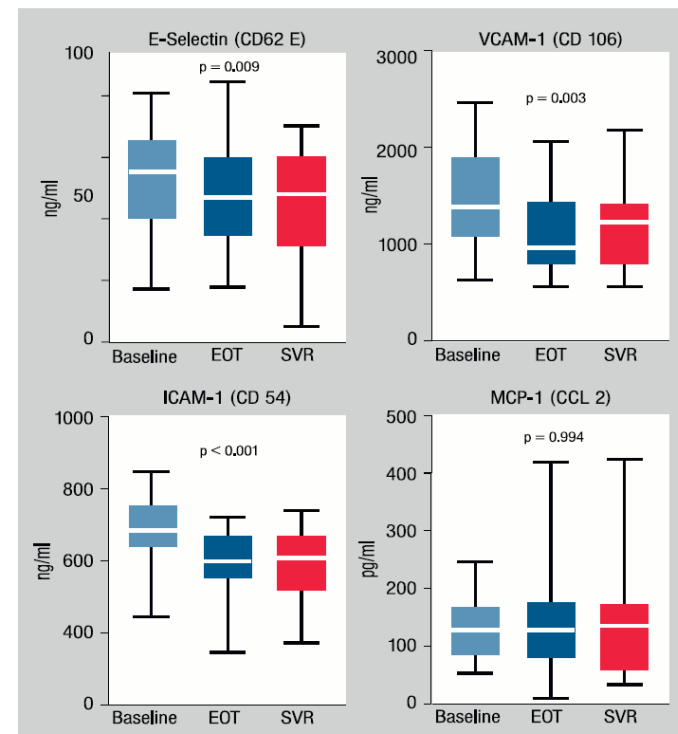 E-Selectin (CD62 E)
100
p = 0.009
50
ng/ml
0
Baseline EOT SVR
VCAM-1 (CD 106)
3000
p = 0.003
2000
ng/ml
1000
0
Baseline EOT SVR
ICAM-1 (CD 54)
1000
p < 0.001
800
ng/ml
600
400
0
Baseline EOT SVR
MCP-1 (CCL 2)
500
p = 0.994
400
300
pg/ml
200
100
0
Baseline EOT SVR